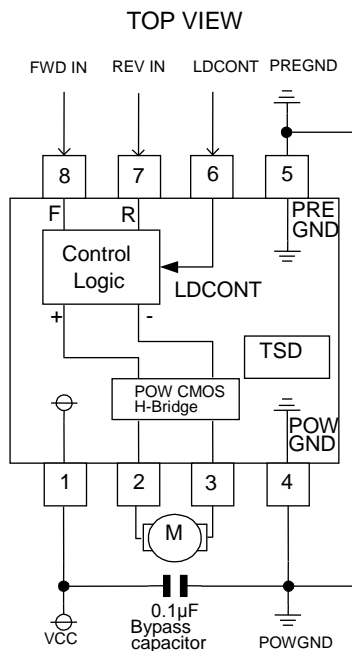 TOP VIEW
FWD IN REV IN LDCONT PREGND
8 7 6 5
F R PRE
GND
Control
Logic
LDCONT
+ -
TSD
POW CMOS
H-Bridge
POW
GND
1 2 3 4
M
0.1µF
Bypass
capacitor
VCC POWGND